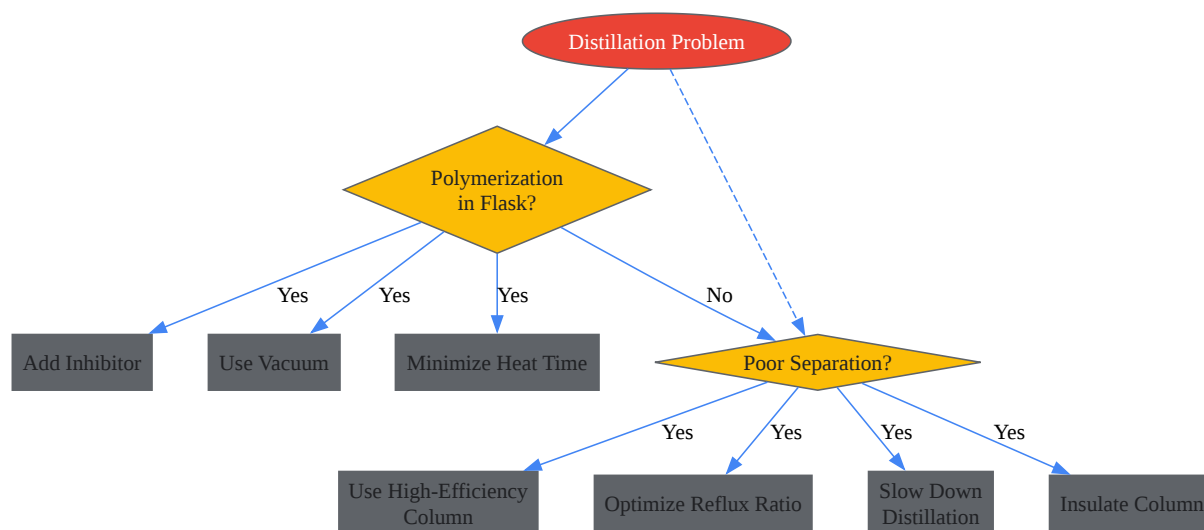 Distillation Problem
Polymerization
in Flask?
Yes
Yes
Yes
No
Add Inhibitor
Use Vacuum
Minimize Heat Time
Poor Separation?
Yes
Yes
Yes
Yes
Use High-Efficiency
Column
Optimize Reflux Ratio
Slow Down
Distillation
Insulate Column